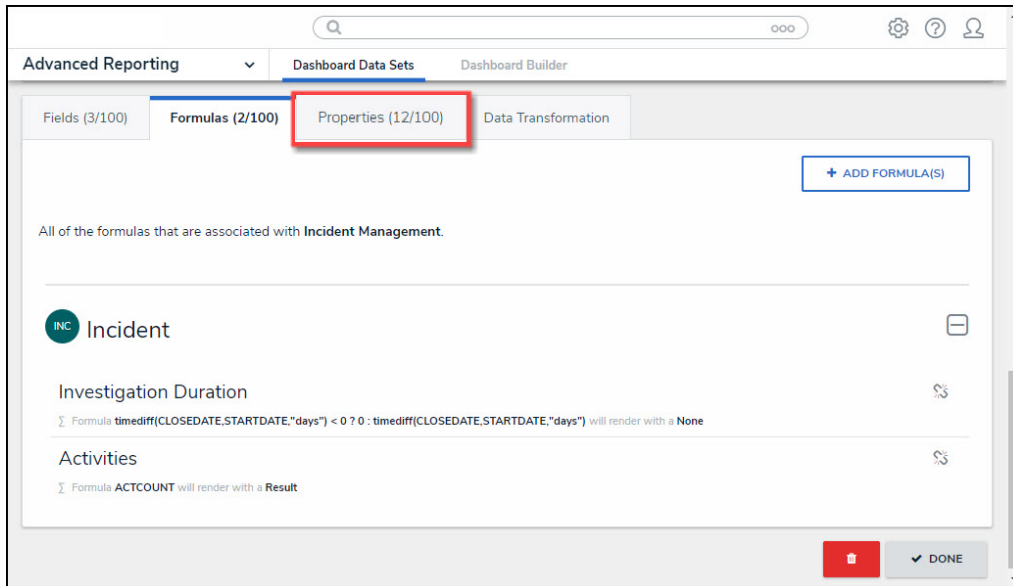 ooo
Advanced Reporting
Dashboard Data Sets
Dashboard Builder
Fields (3/100)
Formulas (2/100)
Properties (12/100)
Data Transformation
+ ADD FORMULA(S)
All of the formulas that are associated with Incident Management.
INC
Incident
Investigation Duration
∑ Formula timediff(CLOSEDATE,STARTDATE,"days") < 0 ? 0 : timediff(CLOSEDATE,STARTDATE,"days") will render with a None
Activities
∑ Formula ACTCOUNT will render with a Result
DONE